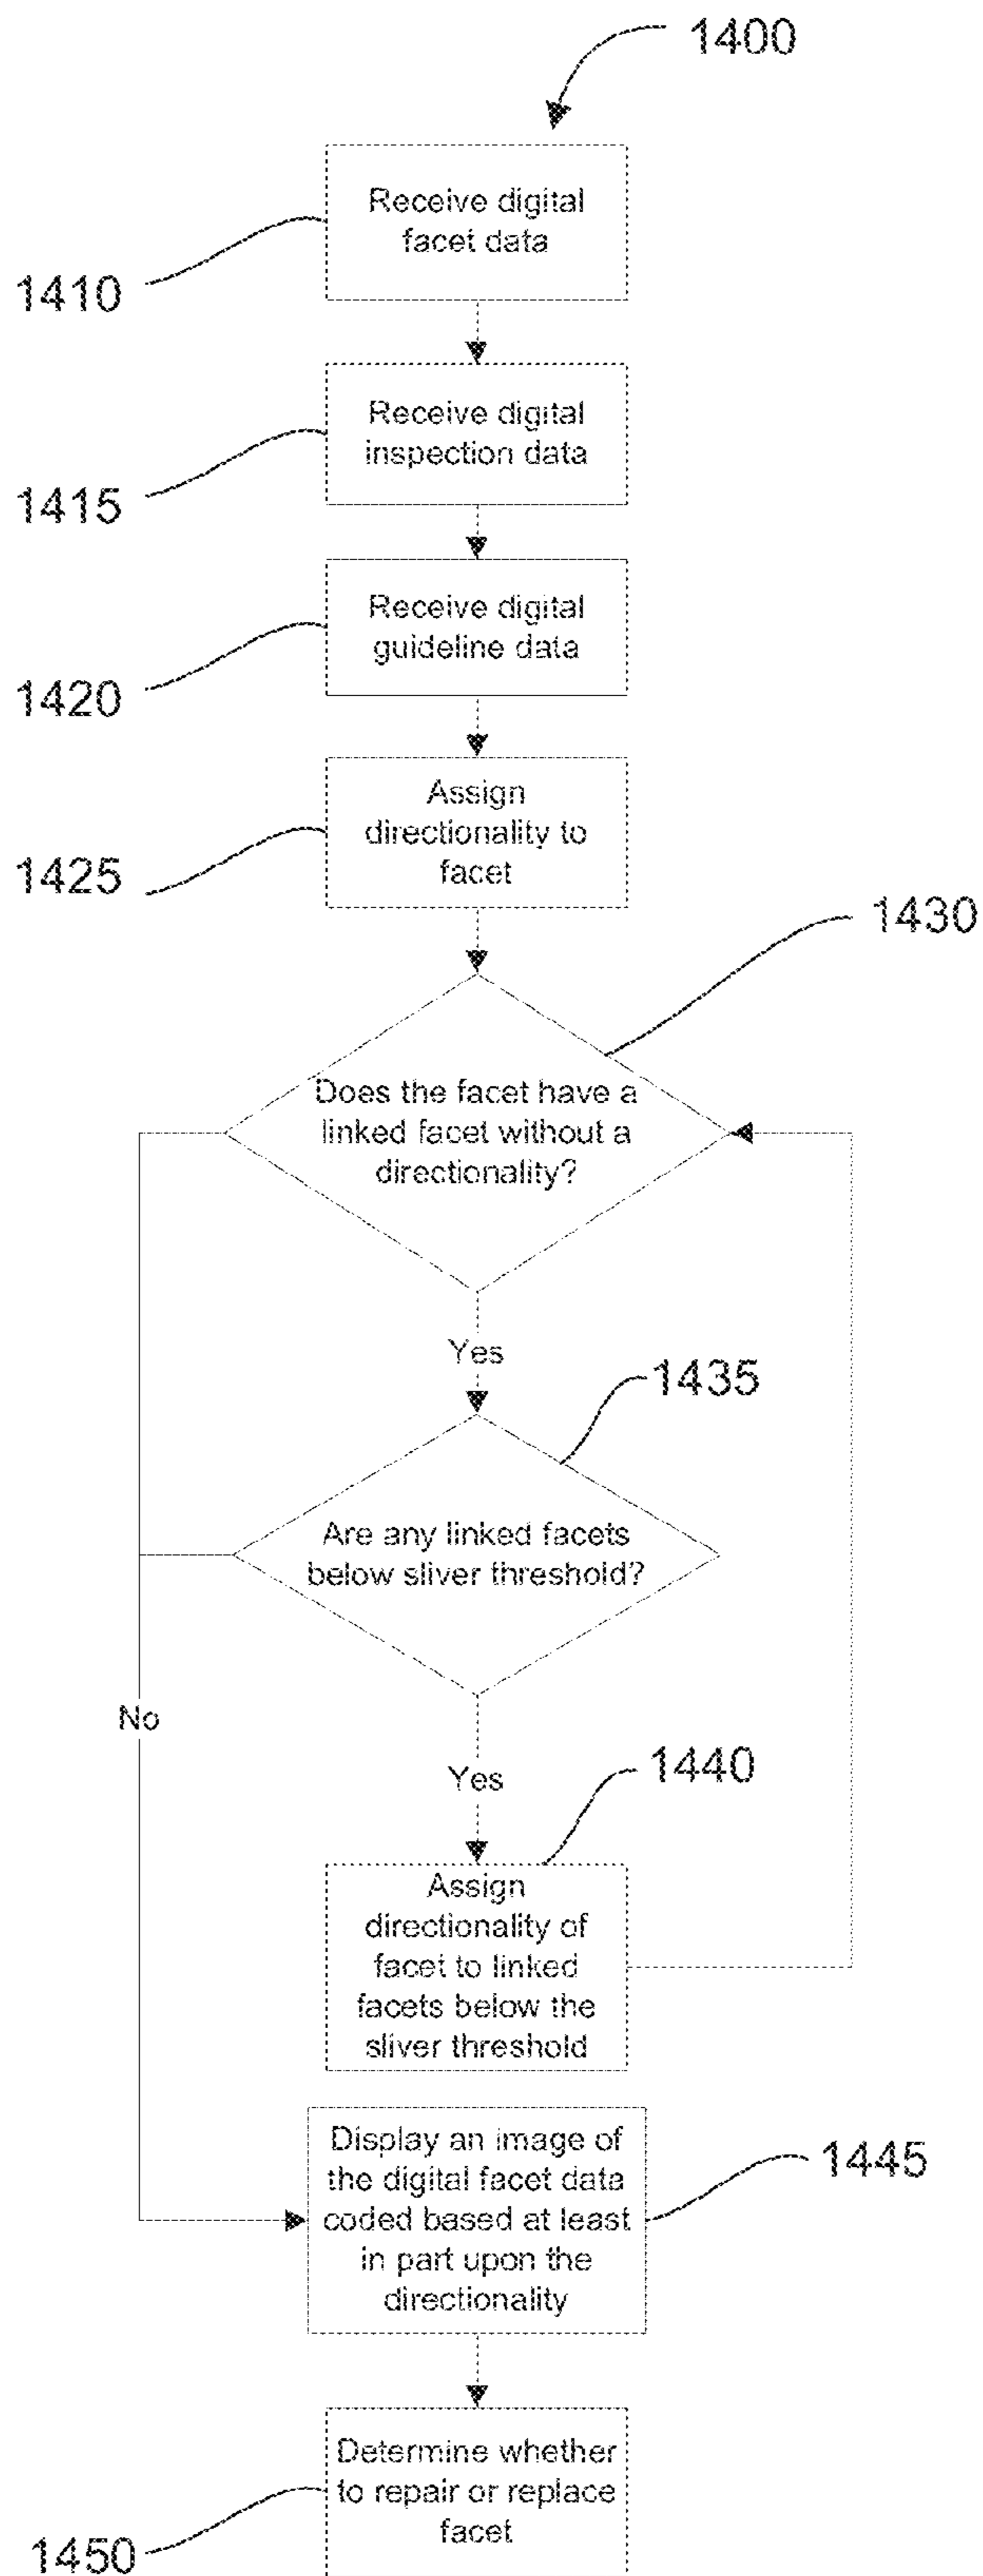 1400
Receive digital
facet data
1410
Receive digital
inspection data
1415
Receive digital
guideline data
1420
Assign
directionality to
facet
1425
1430
Does the facet have a
linked facet without a
directionality?
Yes
1435
Are any linked facets
below sliver threshold?
No
Yes
1440
Assign
directionality of
facet to linked
facets below the
sliver threshold
Display an image of
the digital facet data
coded based at least
in part upon the
directionality
1445
Determine whether
to repair or replace
facet
1450